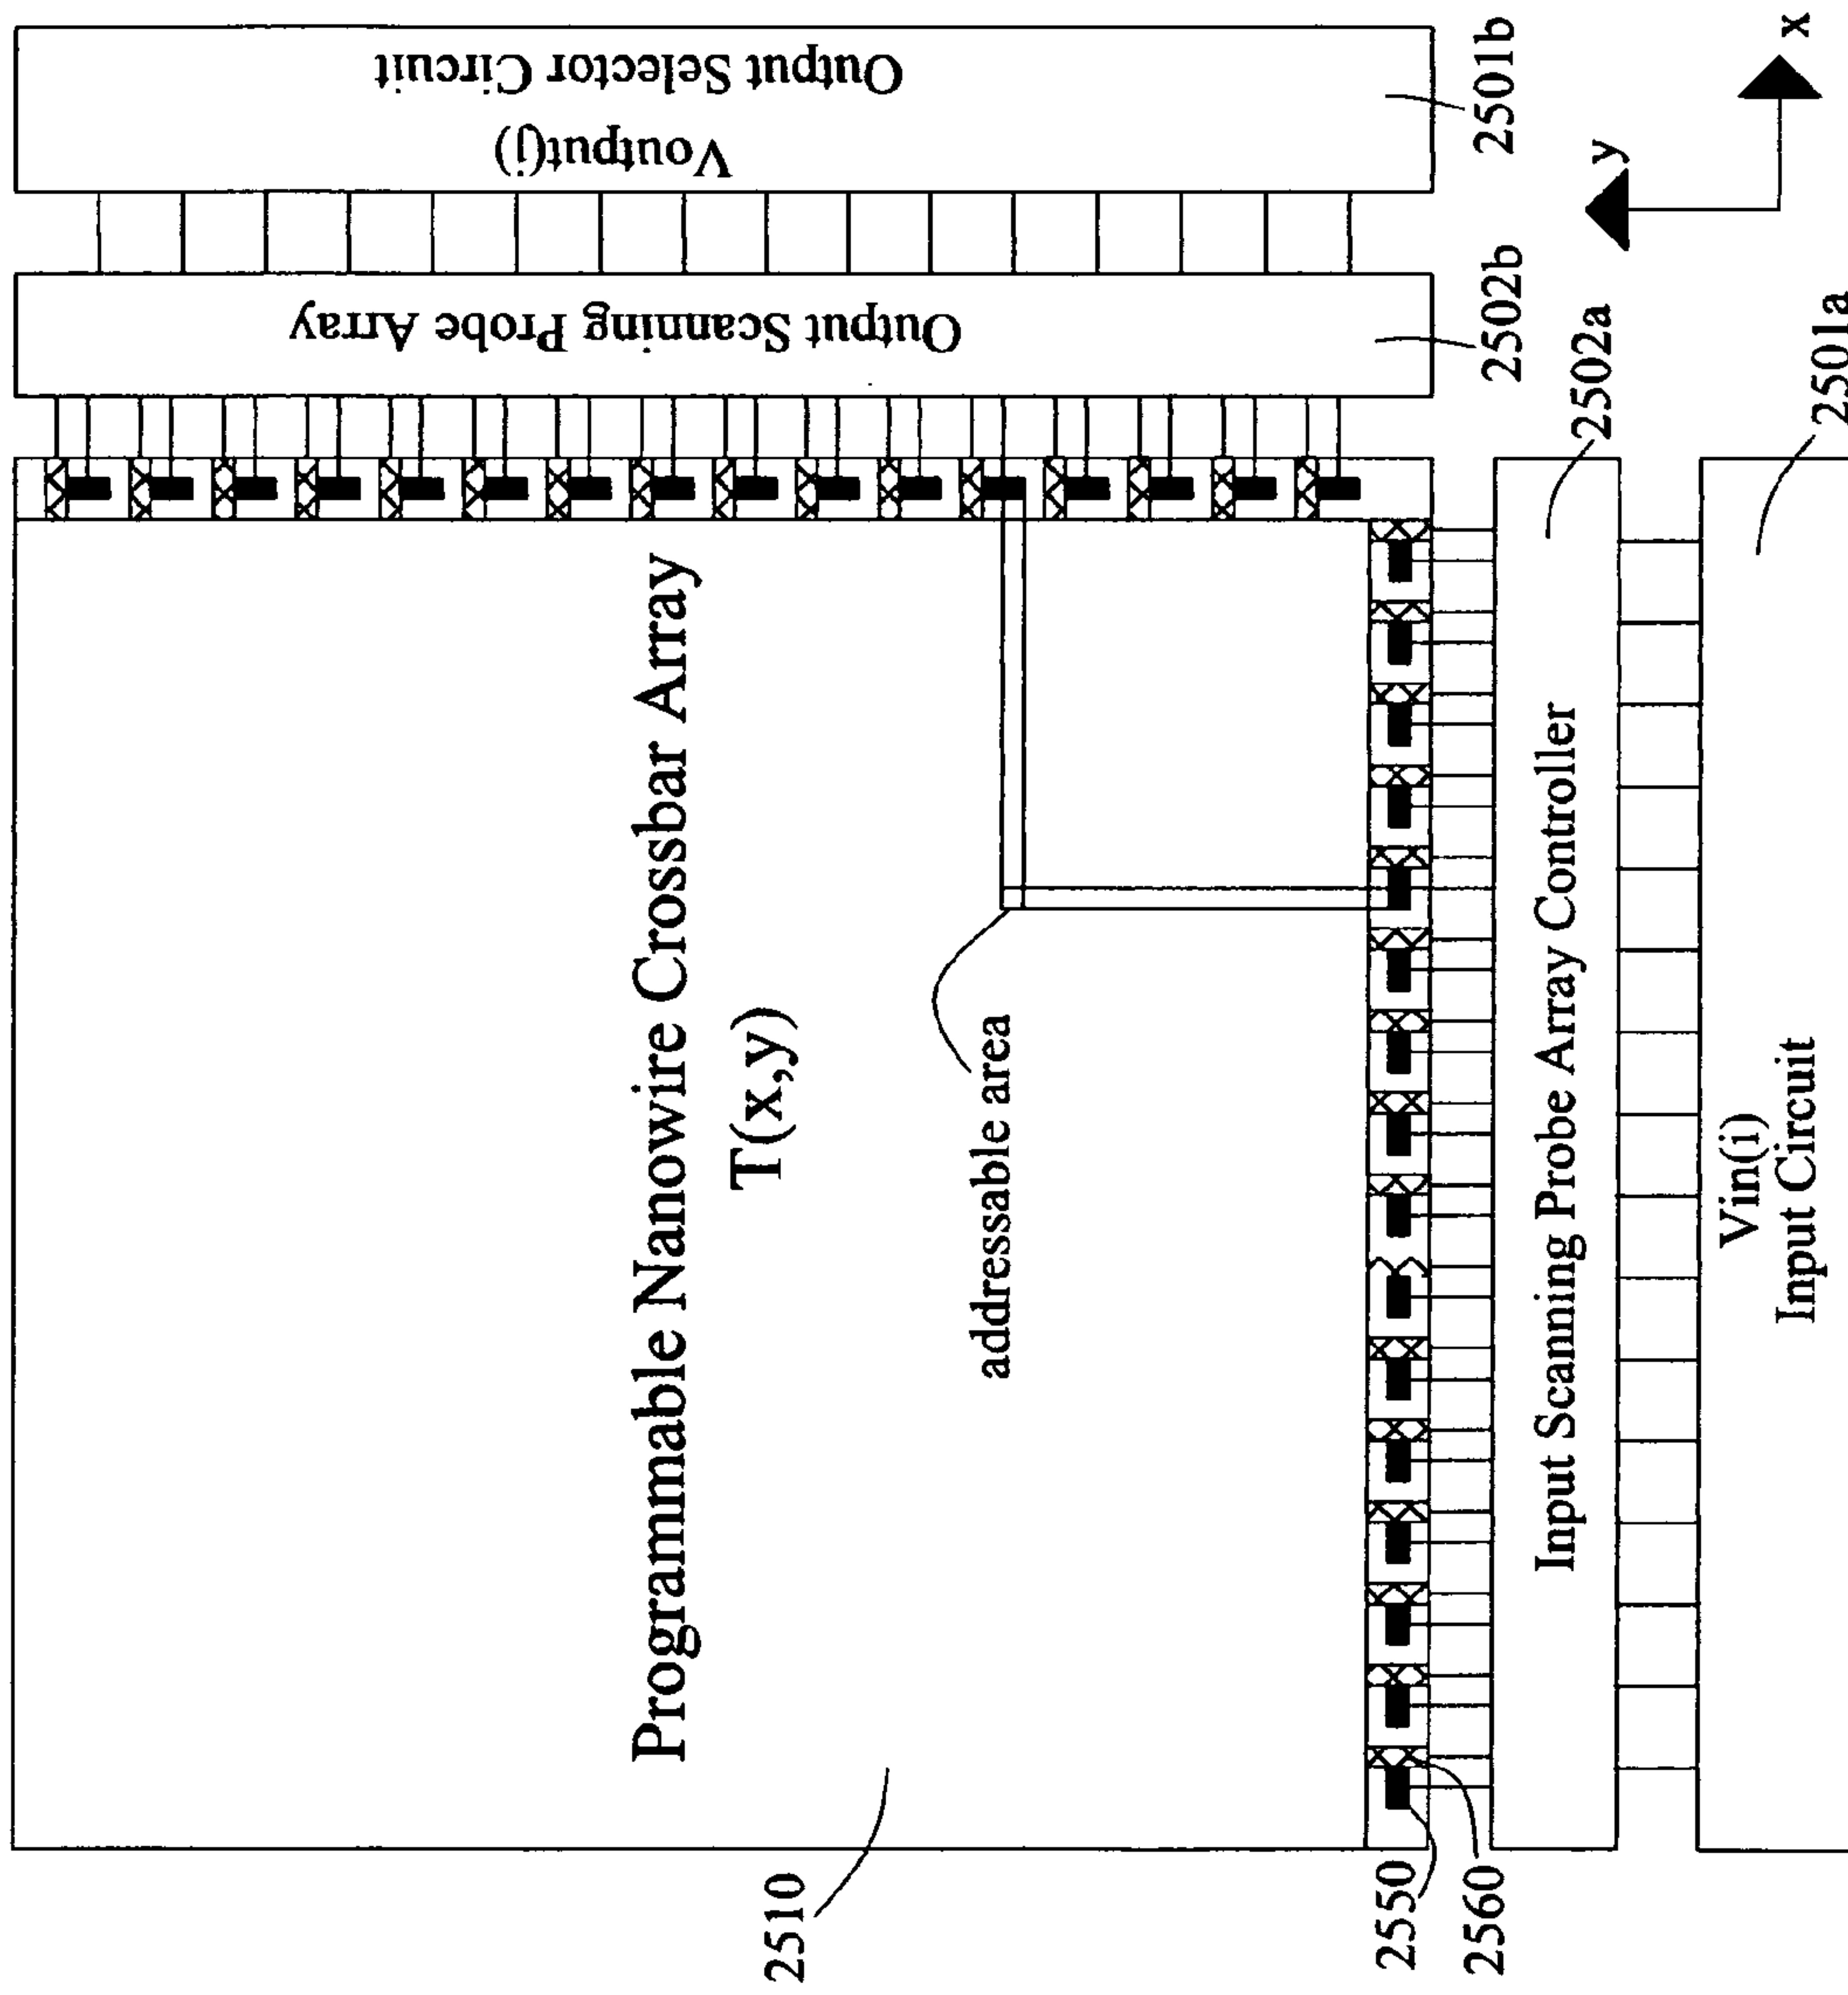 Output Selector Circuit
Voutput(j)
2501b
Output Scanning Probe Array
2502b
y
x
Programmable Nanowire Crossbar Array
T(x,y)
addressable area
2510
2550
2560
Input Scanning Probe Array Controller
2502a
Vin(i)
Input Circuit
2501a